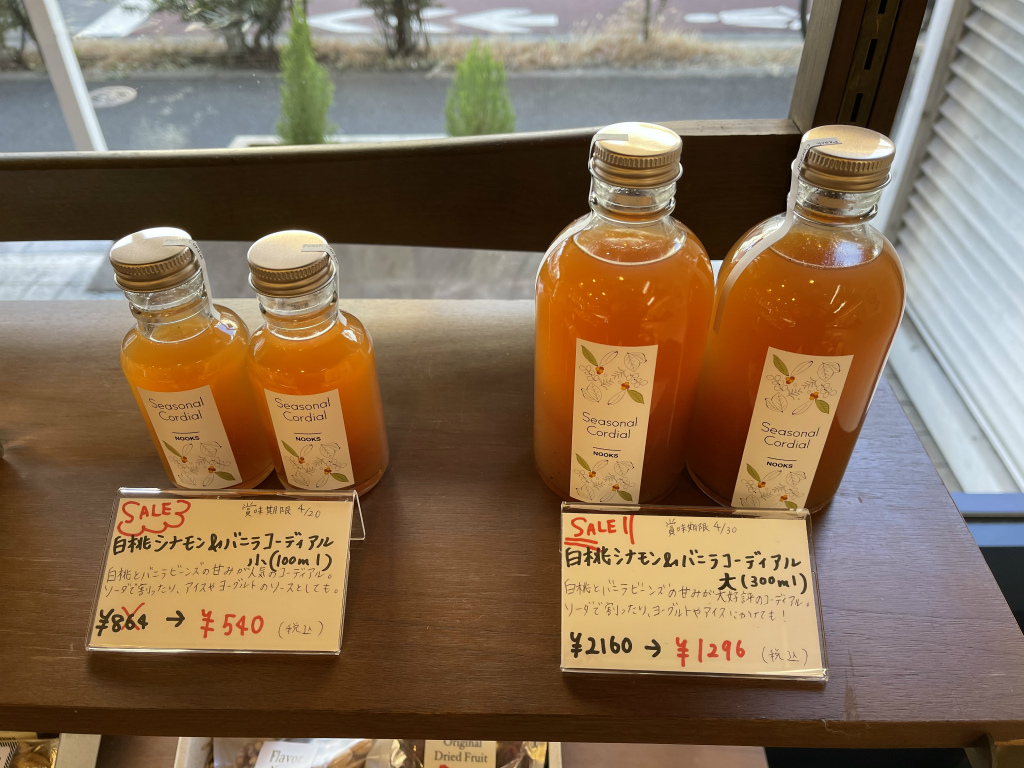 Seasonal
Cordial
NOOKS
Seasonal
Cordial
NOOKS
Seasonal
Cordial
NOOKS
Seasonal
Cordial
NOOKS
SALE
賞味期限 4/20
白桃シナモン&バニラコーディアル
小(100ml)
白桃とバニラビーンズの甘みが人気のコーディアル。
ソーダで割ったり、アイスやヨーグルトのソースとしても。
¥864 → ¥540 (税込)
SALE!!
賞味期限 4/30
白桃シナモン&バニラコーディアル
大(300ml)
白桃とバニラビーンズの甘みが大好評のコーディアル。
ソーダで割ったり、ヨーグルトやアイスにかけても!
¥2160 → ¥1296 (税込)
Flavor
Original
Dried Fruit